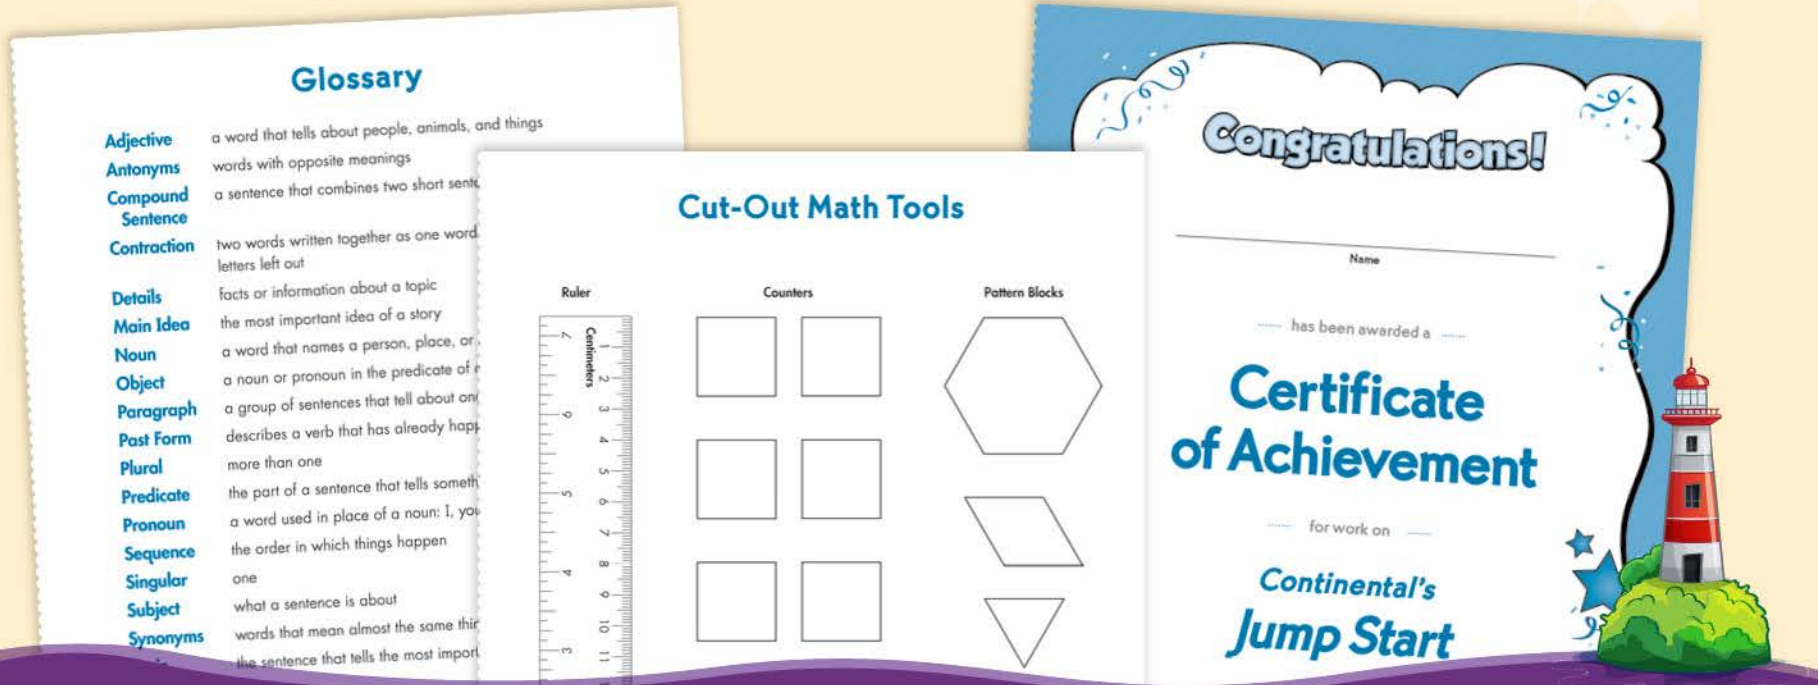 Glossary
Adjective a word that tells about people, animals, and things
Antonyms words with opposite meanings
Compound a sentence that combines two short
Sentence
Contraction two words written together as one word
letters left out
Details facts or information about a topic
Main Idea the most important idea of a story
Noun a word that names a person, place, or
Object a noun or pronoun in the predicate of
Paragraph a group of sentences that tell about
Past Form describes a verb that has already
Plural more than one
Predicate the part of a sentence that tells
Pronoun a word used in place of a noun: I,
Sequence the order in which things happen
Singular one
Subject what a sentence is about
Synonyms words that mean almost the same
the sentence that tells the most
Cut-Out Math Tools
Ruler Counters Pattern Blocks
Centimeters
1 2 3 4 5 6 7 8 9 10 11
7 6 5 4 3
Congratulations!
Name
has been awarded a
Certificate
of Achievement
for work on
Continental's
Jump Start